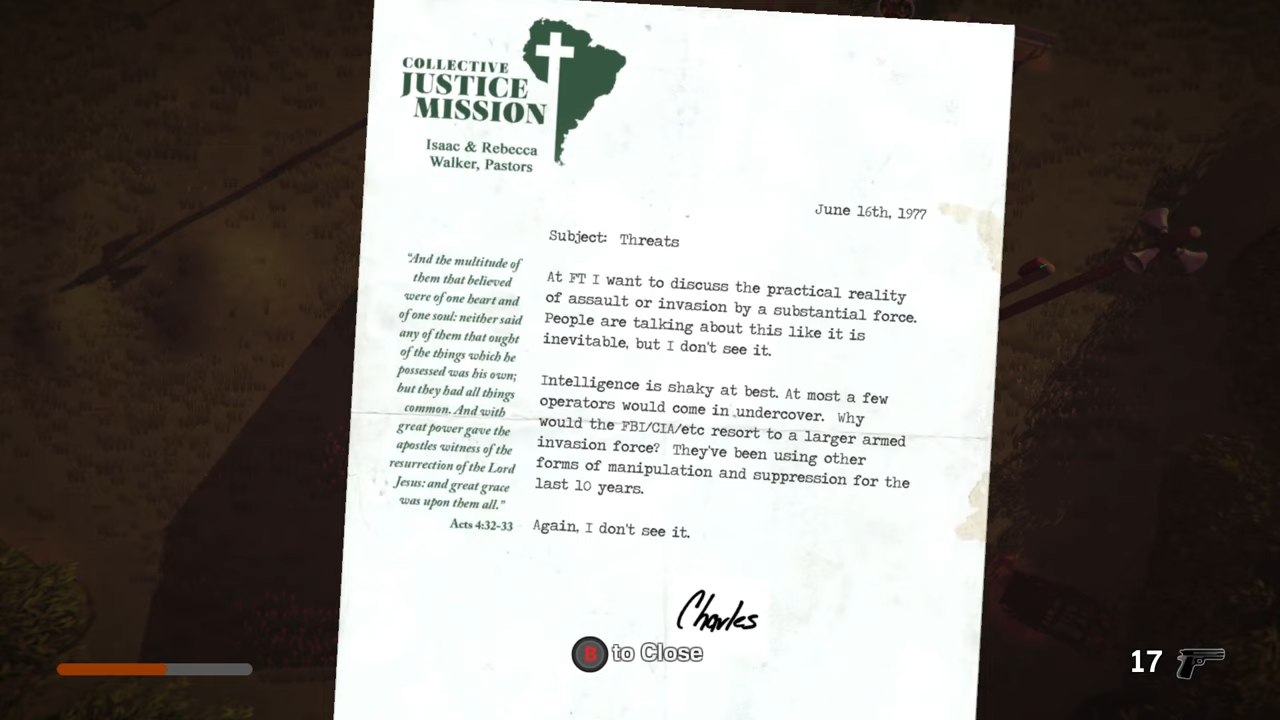 COLLECTIVE
JUSTICE
MISSION
Isaac & Rebecca
Walker, Pastors
June 16th, 1977
Subject: Threats
"And the multitude of
them that believed
were of one heart and
of one soul: neither said
any of them that ought
of the things which he
possessed was his own;
but they had all things
common. And with
great power gave the
apostles witness of the
resurrection of the Lord
Jesus: and great grace
was upon them all."
Acts 4:32-33
At FT I want to discuss the practical reality
of assault or invasion by a substantial force.
People are talking about this like it is
inevitable, but I don't see it.
Intelligence is shaky at best. At most a few
operators would come in undercover. Why
would the FBI/CIA/etc resort to a larger armed
invasion force? They've been using other
forms of manipulation and suppression for the
last 10 years.
Again, I don't see it.
Charles
B to Close
17